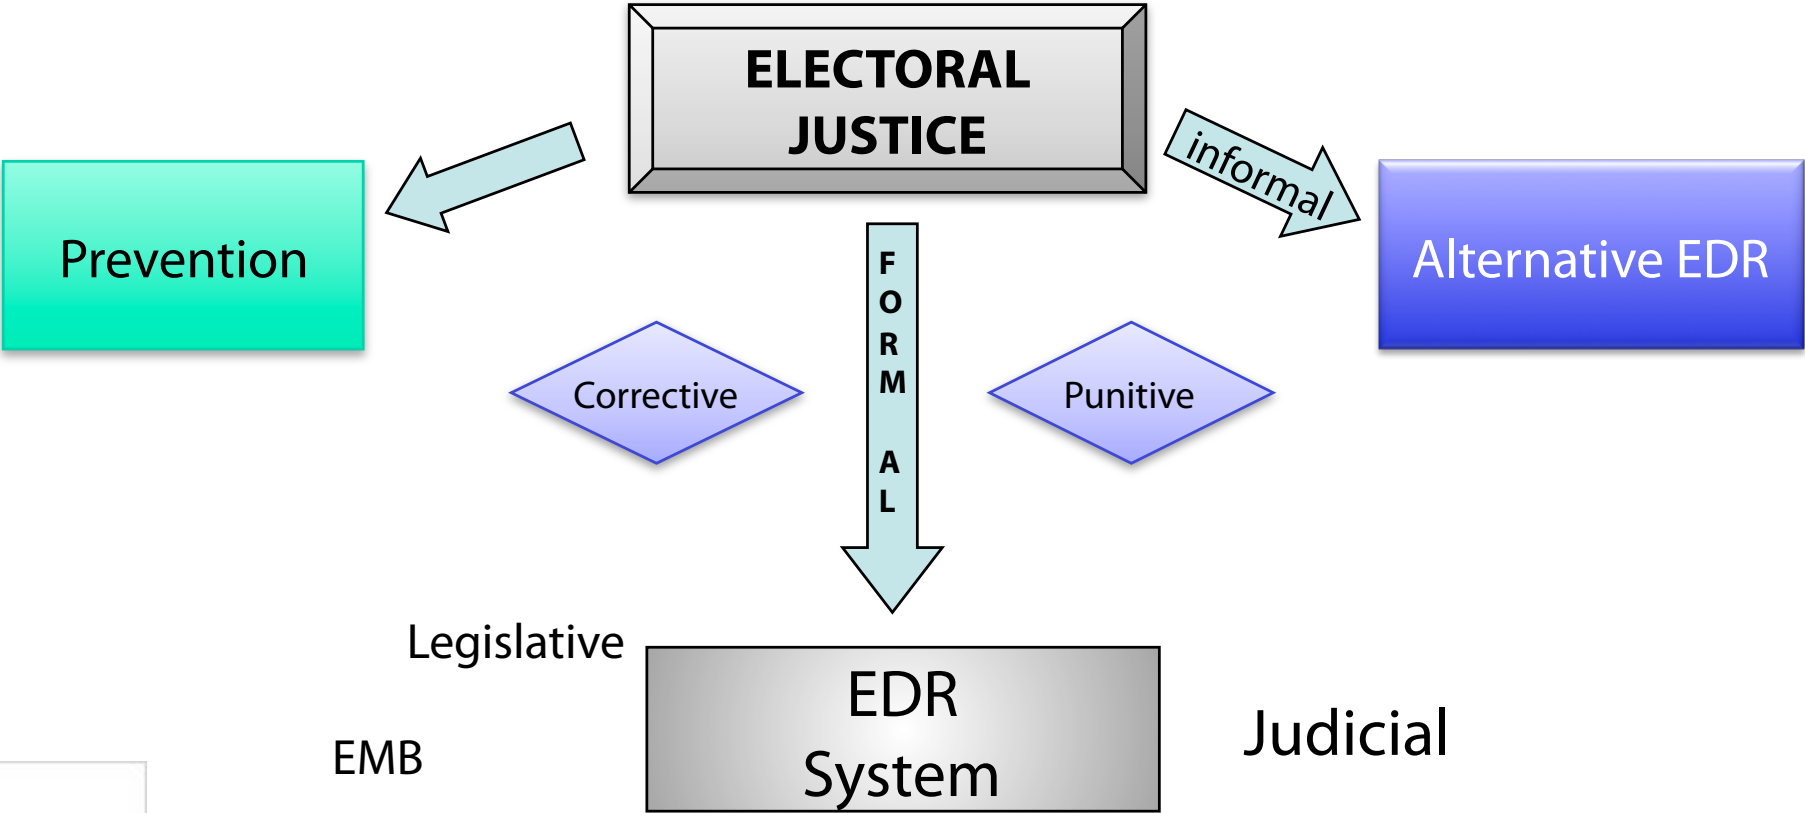 ELECTORAL
JUSTICE
informal
Prevention
Alternative EDR
F
O
R
M
A
L
Corrective
Punitive
Legislative
EDR
System
Judicial
EMB